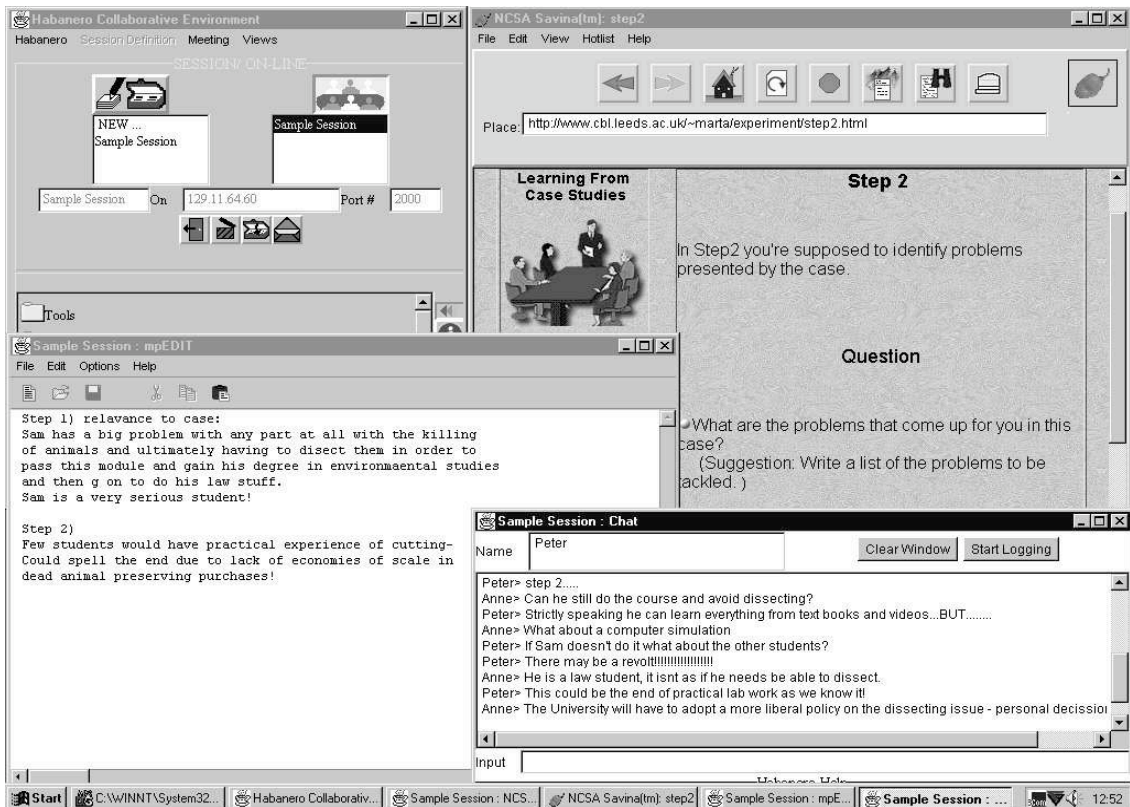 Habanero Collaborative Environment
Habanero Session Definition Meeting Views
SESSION/ ON-LINE
NEW ...
Sample Session
Sample Session
Sample Session On 129.11.64.60 Port # 2000
Tools
NCSA Savina(tm): step2
File Edit View Hotlist Help
Place: http://www.cbl.leeds.ac.uk/~marta/experiment/step2.html
Learning From
Case Studies
Step 2
In Step2 you're supposed to identify problems
presented by the case.
Question
What are the problems that come up for you in this
case?
(Suggestion: Write a list of the problems to be
tackled. )
Sample Session : mpEDIT
File Edit Options Help
Step 1) relavance to case:
Sam has a big problem with any part at all with the killing
of animals and ultimately having to disect them in order to
pass this module and gain his degree in environmaental studies
and then g on to do his law stuff.
Sam is a very serious student!
Step 2)
Few students would have practical experience of cutting-
Could spell the end due to lack of economies of scale in
dead animal preserving purchases!
Sample Session : Chat
Name Peter Clear Window Start Logging
Peter> step 2.....
Anne> Can he still do the course and avoid dissecting?
Peter> Strictly speaking he can learn everything from text books and videos...BUT........
Anne> What about a computer simulation
Peter> If Sam doesn't do it what about the other students?
Peter> There may be a revolt!!!!!!!!!!!!!!!!!!!
Anne> He is a law student, it isnt as if he needs be able to dissect.
Peter> This could be the end of practical lab work as we know it!
Anne> The University will have to adopt a more liberal policy on the dissecting issue - personal decission
Input
Habanero Help
Start C:\WINNT\System32... Habanero Collaborativ... Sample Session : NCS... NCSA Savina(tm): step2 Sample Session : mpE... Sample Session : ... 12:52